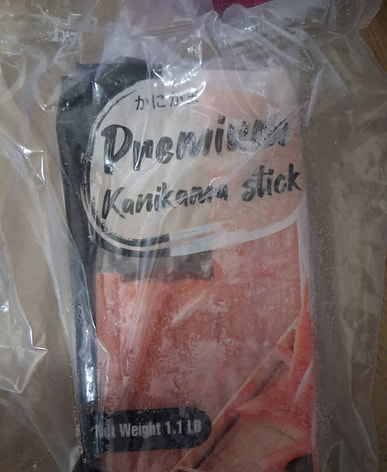 かにかま
Premium
Kanikama stick
Net Weight 1.1 LB